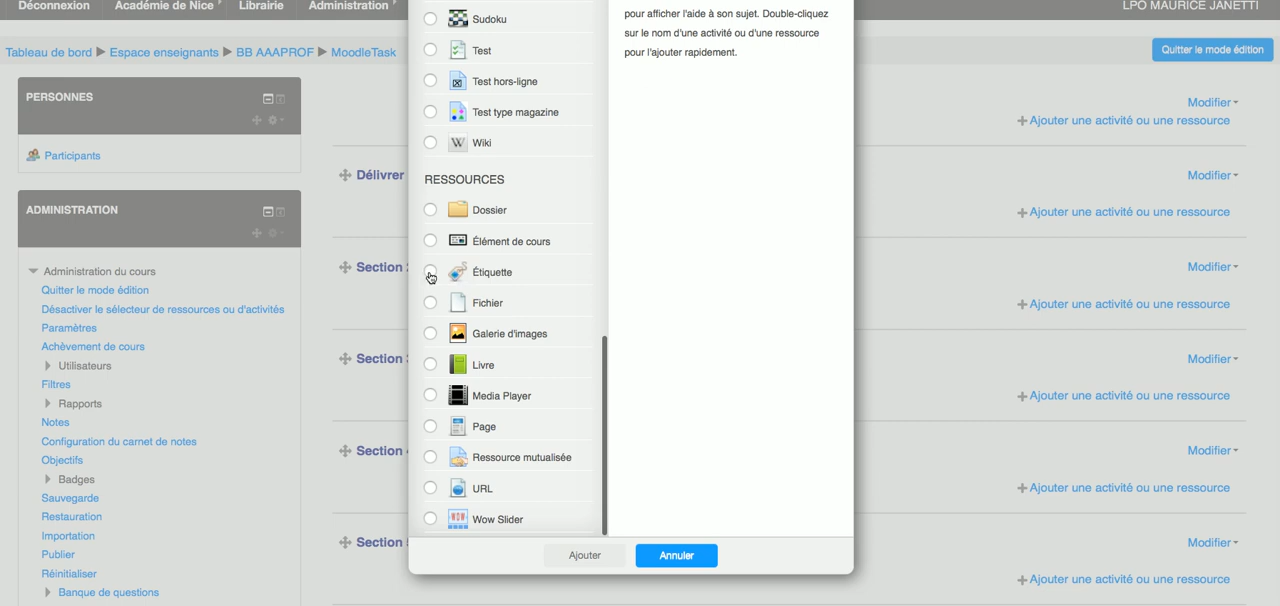 Déconnexion Académie de Nice Librairie Administration LPO MAURICE JANETTI
Tableau de bord ▶ Espace enseignants ▶ BB AAAPROF ▶ MoodleTask
Quitter le mode édition
PERSONNES
Participants
ADMINISTRATION
Administration du cours
Quitter le mode édition
Désactiver le sélecteur de ressources ou d'activités
Paramètres
Achèvement de cours
Utilisateurs
Filtres
Rapports
Notes
Configuration du carnet de notes
Objectifs
Badges
Sauvegarde
Restauration
Importation
Publier
Réinitialiser
Banque de questions
Sudoku
Test
Test hors-ligne
Test type magazine
Wiki
RESSOURCES
Dossier
Élément de cours
Étiquette
Fichier
Galerie d'images
Livre
Media Player
Page
Ressource mutualisée
URL
Wow Slider
Ajouter
Annuler
pour afficher l'aide à son sujet. Double-cliquez
sur le nom d'une activité ou d'une ressource
pour l'ajouter rapidement.
Modifier
Ajouter une activité ou une ressource
Délivrer
Modifier
Ajouter une activité ou une ressource
Section
Modifier
Ajouter une activité ou une ressource
Section
Modifier
Ajouter une activité ou une ressource
Section
Modifier
Ajouter une activité ou une ressource
Section
Modifier
Ajouter une activité ou une ressource